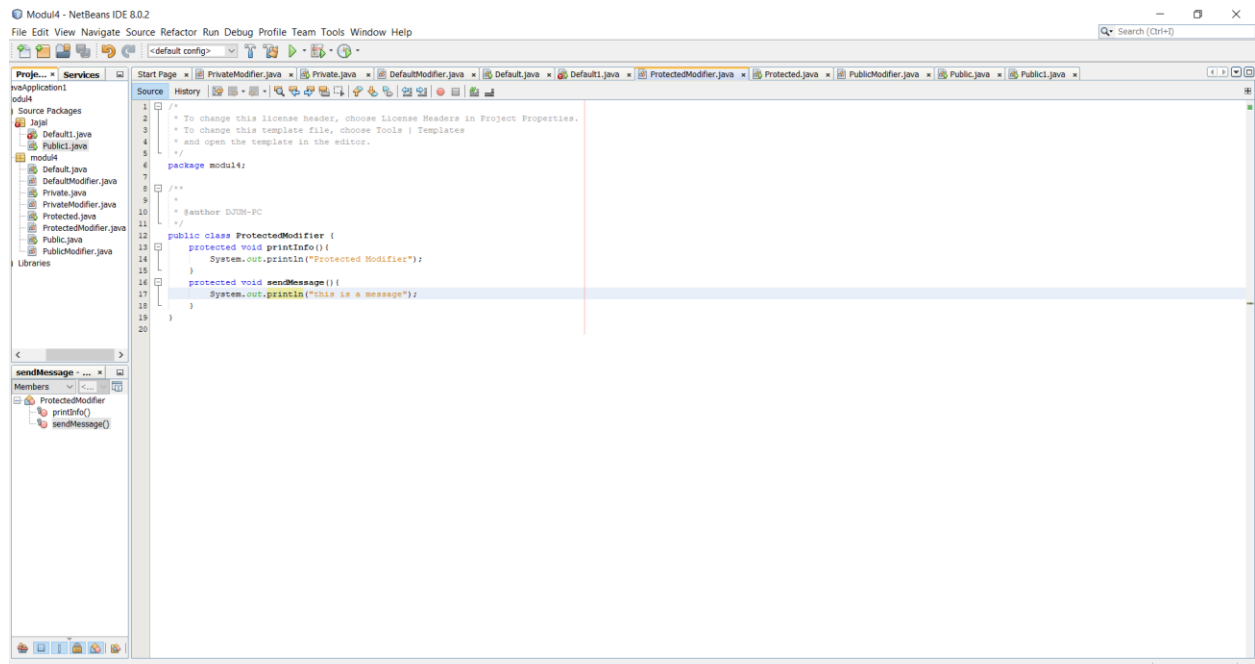 Modul4 - NetBeans IDE 8.0.2
File Edit View Navigate Source Refactor Run Debug Profile Team Tools Window Help
Search (Ctrl+I)
<default config>
Proje... × Services
Start Page × PrivateModifier.java × Private.java × DefaultModifier.java × Default.java × Default1.java × ProtectedModifier.java × Protected.java × PublicModifier.java × Public.java × Public1.java ×
vaApplication1
odul4
Source Packages
Jajal
Default1.java
Public1.java
modul4
Default.java
DefaultModifier.java
Private.java
PrivateModifier.java
Protected.java
ProtectedModifier.java
Public.java
PublicModifier.java
Libraries
Source History
1 /*
2 * To change this license header, choose License Headers in Project Properties.
3 * To change this template file, choose Tools | Templates
4 * and open the template in the editor.
5 */
6 package modul4;
7
8 /**
9 *
10 * @author DJUM-PC
11 */
12 public class ProtectedModifier {
13 protected void printInfo(){
14 System.out.println("Protected Modifier");
15 }
16 protected void sendMessage(){
17 System.out.println("this is a message");
18 }
19 }
20
sendMessage - ... ×
Members <...
ProtectedModifier
printInfo()
sendMessage()